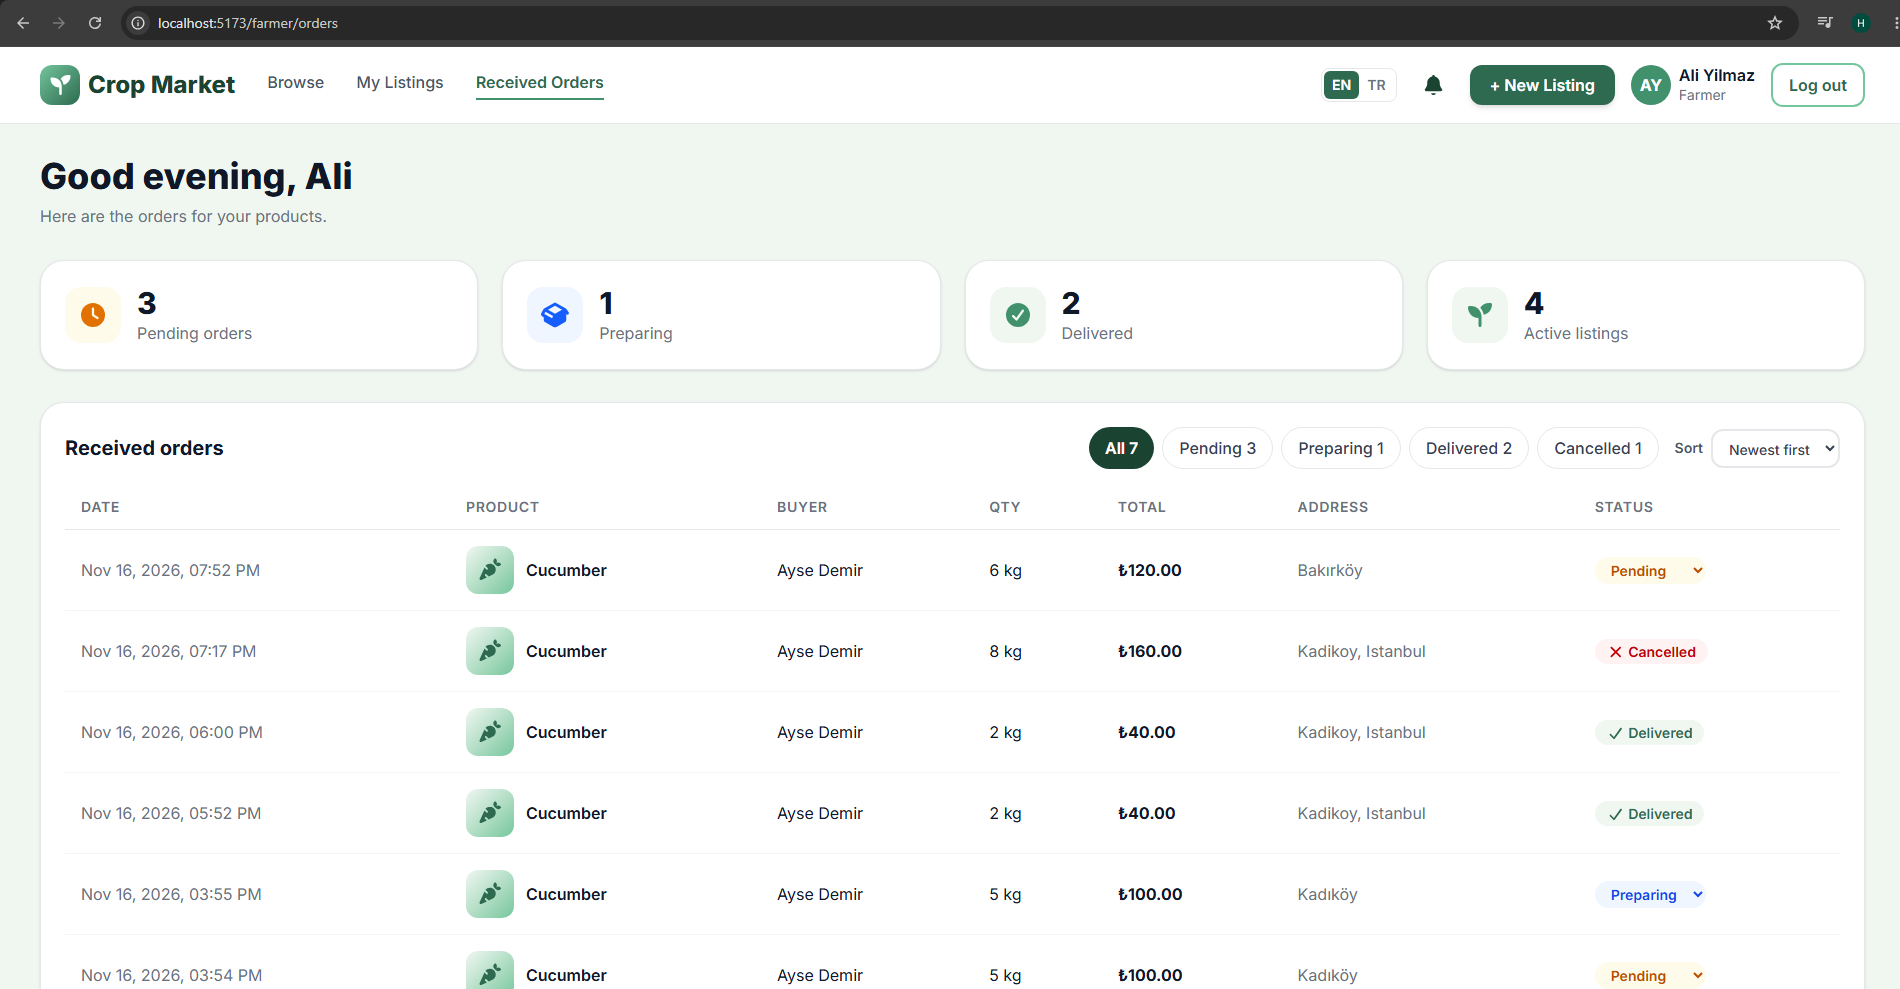 localhost:5173/farmer/orders
H
Crop Market
Browse
My Listings
Received Orders
EN
TR
+ New Listing
AY
Ali Yilmaz
Farmer
Log out
Good evening, Ali
Here are the orders for your products.
3
Pending orders
1
Preparing
2
Delivered
4
Active listings
Received orders
All 7
Pending 3
Preparing 1
Delivered 2
Cancelled 1
Sort
Newest first
DATE PRODUCT BUYER QTY TOTAL ADDRESS STATUS
Nov 16, 2026, 07:52 PM Cucumber Ayse Demir 6 kg ₺120.00 Bakırköy Pending
Nov 16, 2026, 07:17 PM Cucumber Ayse Demir 8 kg ₺160.00 Kadikoy, Istanbul Cancelled
Nov 16, 2026, 06:00 PM Cucumber Ayse Demir 2 kg ₺40.00 Kadikoy, Istanbul Delivered
Nov 16, 2026, 05:52 PM Cucumber Ayse Demir 2 kg ₺40.00 Kadikoy, Istanbul Delivered
Nov 16, 2026, 03:55 PM Cucumber Ayse Demir 5 kg ₺100.00 Kadıköy Preparing
Nov 16, 2026, 03:54 PM Cucumber Ayse Demir 5 kg ₺100.00 Kadıköy Pending